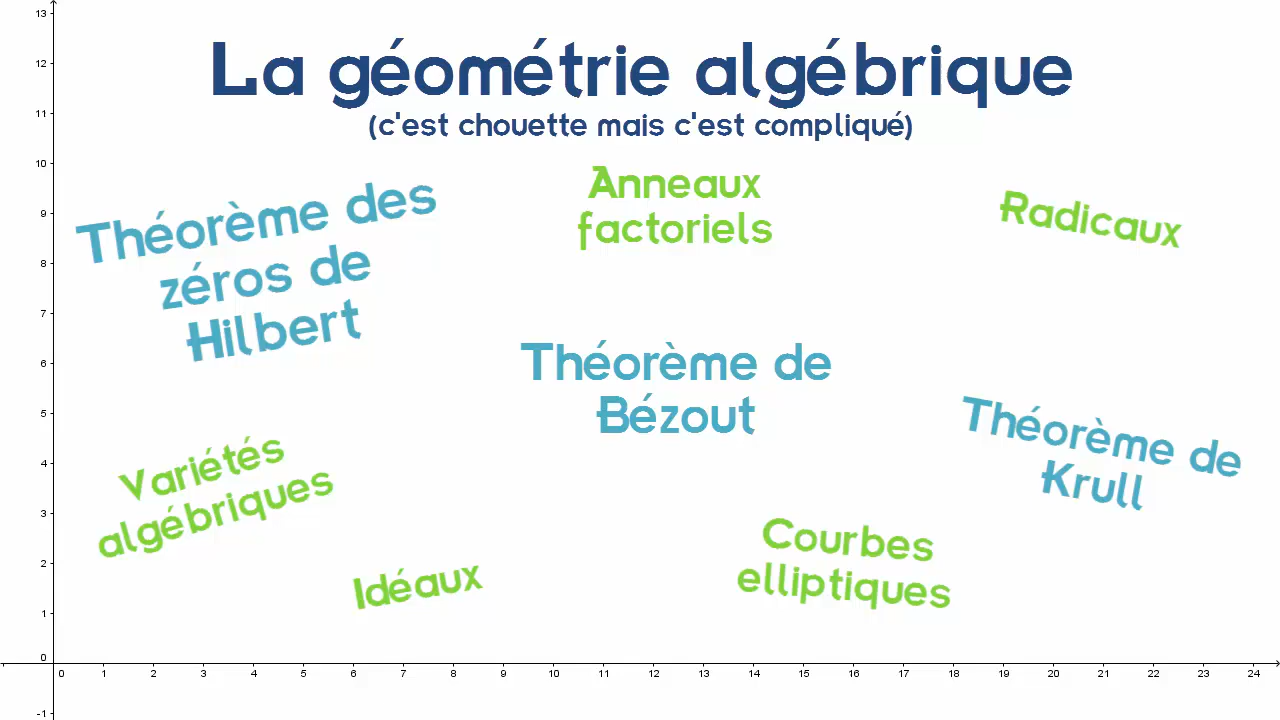 La géométrie algébrique
(c'est chouette mais c'est compliqué)
Théorème des
zéros de
Hilbert
Anneaux
factoriels
Radicaux
Théorème de
Bézout
Théorème de
Krull
Variétés
algébriques
Idéaux
Courbes
elliptiques
13
12
11
10
9
8
7
6
5
4
3
2
1
0
-1
0 1 2 3 4 5 6 7 8 9 10 11 12 13 14 15 16 17 18 19 20 21 22 23 24